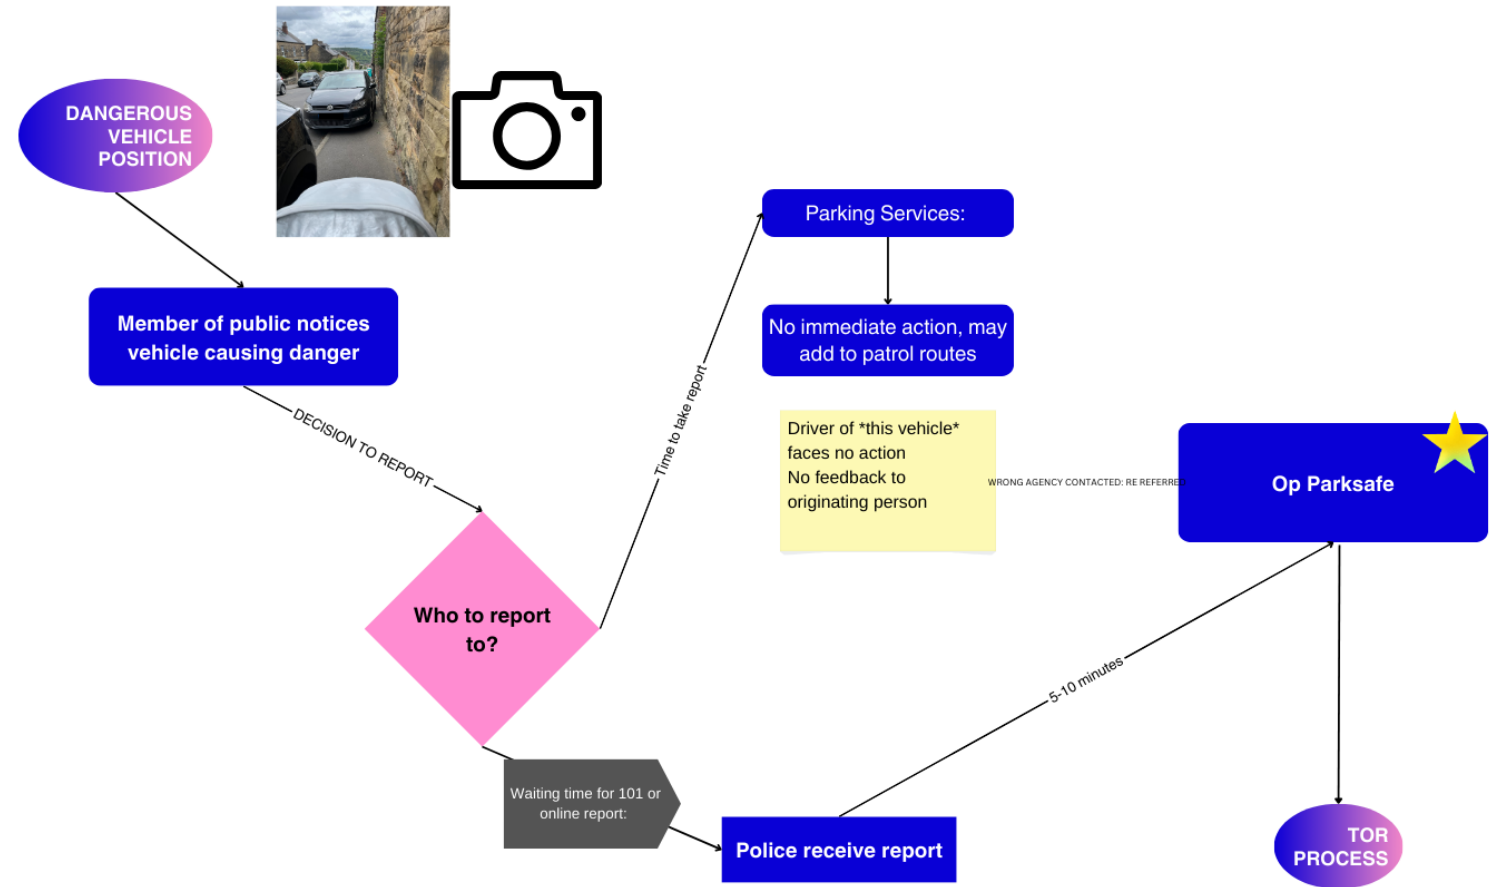 DANGEROUS
VEHICLE
POSITION
Member of public notices
vehicle causing danger
DECISION TO REPORT
Who to report
to?
Time to take report
Parking Services:
No immediate action, may
add to patrol routes
Driver of *this vehicle*
faces no action
No feedback to
originating person
WRONG AGENCY CONTACTED: RE REFERRED
Op Parksafe
5-10 minutes
Waiting time for 101 or
online report:
Police receive report
TOR
PROCESS